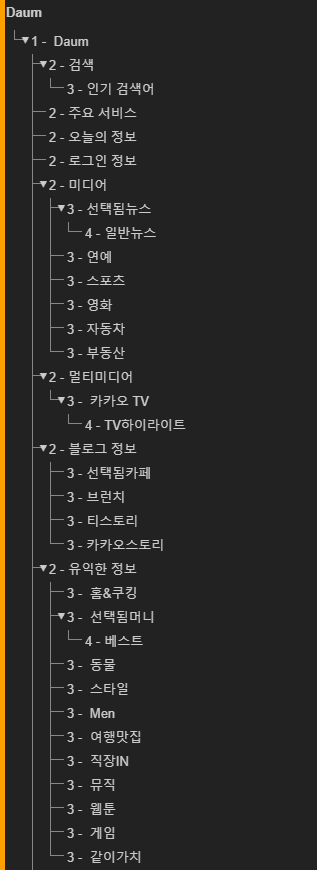 Daum
1 - Daum
2 - 검색
3 - 인기 검색어
2 - 주요 서비스
2 - 오늘의 정보
2 - 로그인 정보
2 - 미디어
3 - 선택됨뉴스
4 - 일반뉴스
3 - 연예
3 - 스포츠
3 - 영화
3 - 자동차
3 - 부동산
2 - 멀티미디어
3 - 카카오 TV
4 - TV하이라이트
2 - 블로그 정보
3 - 선택됨카페
3 - 브런치
3 - 티스토리
3 - 카카오스토리
2 - 유익한 정보
3 - 홈&쿠킹
3 - 선택됨머니
4 - 베스트
3 - 동물
3 - 스타일
3 - Men
3 - 여행맛집
3 - 직장IN
3 - 뮤직
3 - 웹툰
3 - 게임
3 - 같이가치